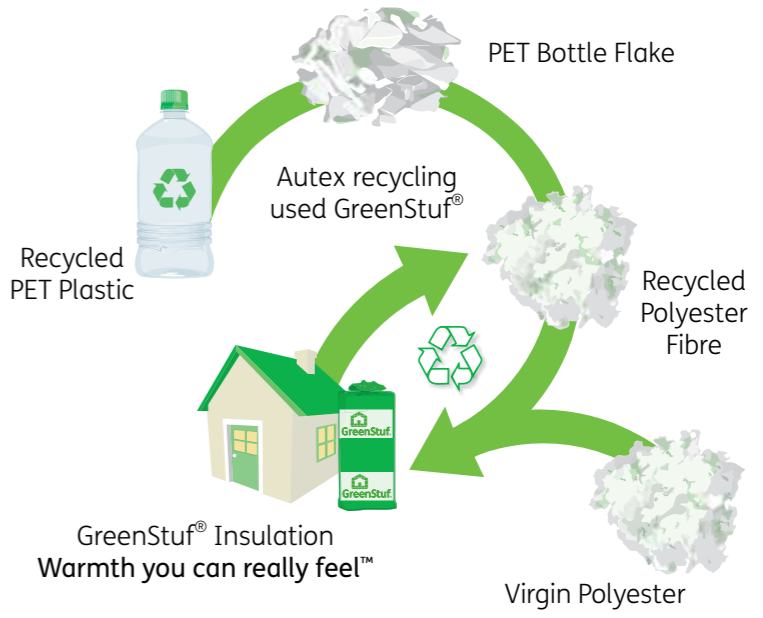 PET Bottle Flake
Autex recycling
used GreenStuf®
Recycled
PET Plastic
Recycled
Polyester
Fibre
GreenStuf.
GreenStuf.
GreenStuf® Insulation
Warmth you can really feel™
Virgin Polyester